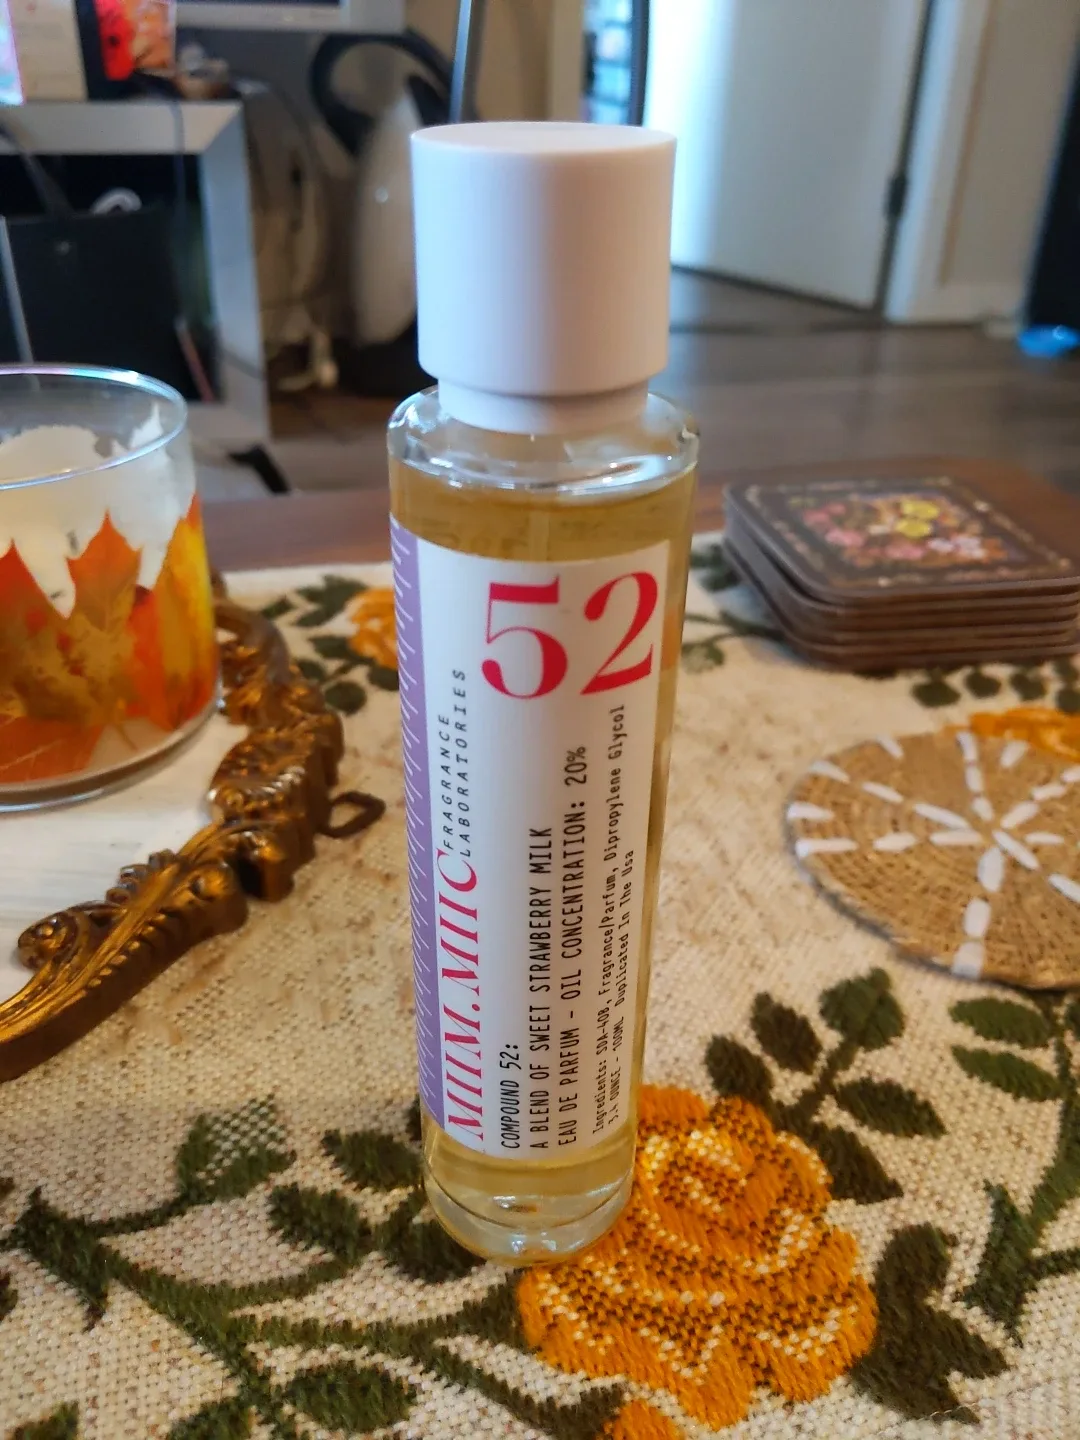 52
MIIM.MIIC
FRAGRANCE
LABORATORIES
COMPOUND 52:
A BLEND OF SWEET STRAWBERRY MILK
EAU DE PARFUM - OIL CONCENTRATION: 20%
Ingredients: SDA-40B, Fragrance/Parfum, Dipropylene Glycol
3.4 OUNCE - 100ML Duplicated In The Usa